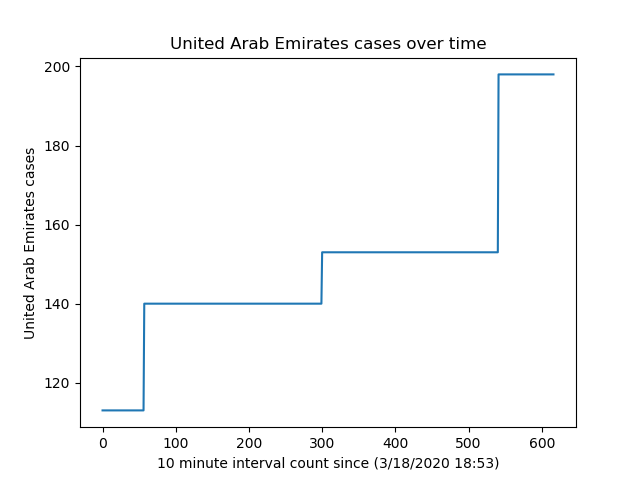 United Arab Emirates cases over time
United Arab Emirates cases
200
180
160
140
120
0 100 200 300 400 500 600
10 minute interval count since (3/18/2020 18:53)